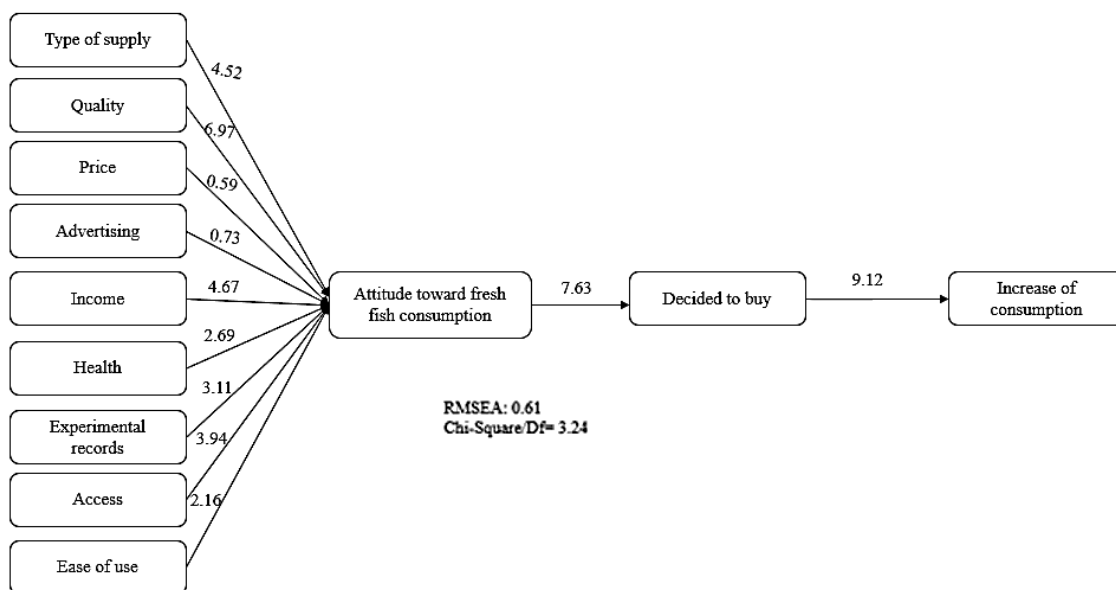 Type of supply
4.52
Quality
6.97
Price
0.59
Advertising
0.73
Income
4.67
Health
2.69
Experimental
records
3.11
Access
3.94
Ease of use
2.16
Attitude toward fresh
fish consumption
7.63
Decided to buy
9.12
Increase of
consumption
RMSEA: 0.61
Chi-Square/Df= 3.24